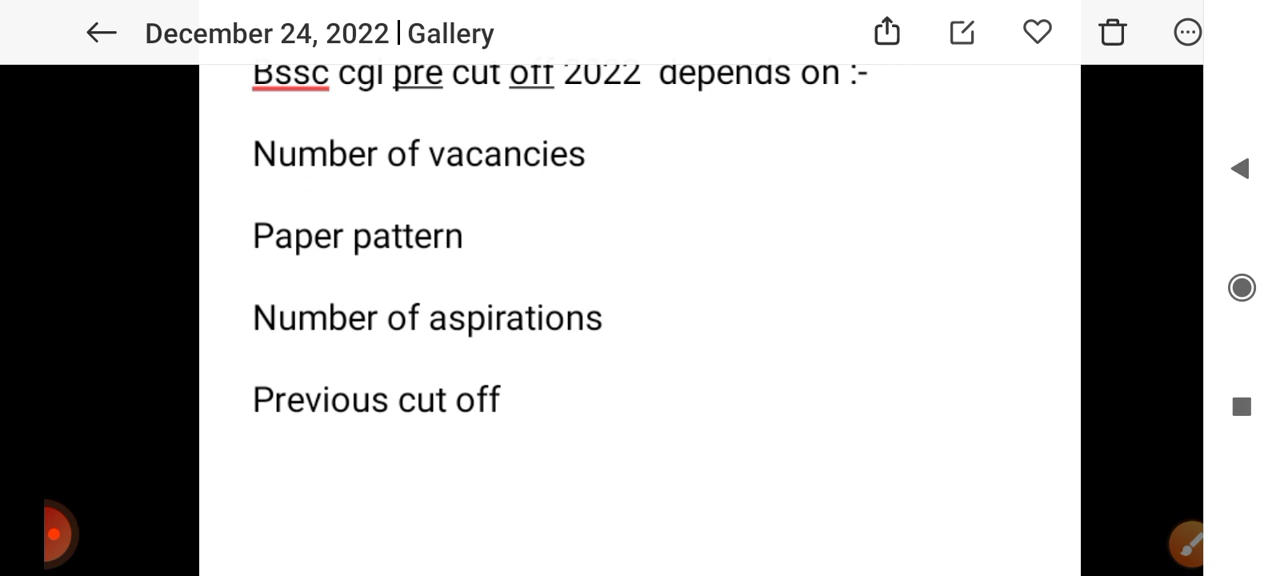 December 24, 2022 | Gallery
Bssc cgl pre cut off 2022 depends on :-
Number of vacancies
Paper pattern
Number of aspirations
Previous cut off